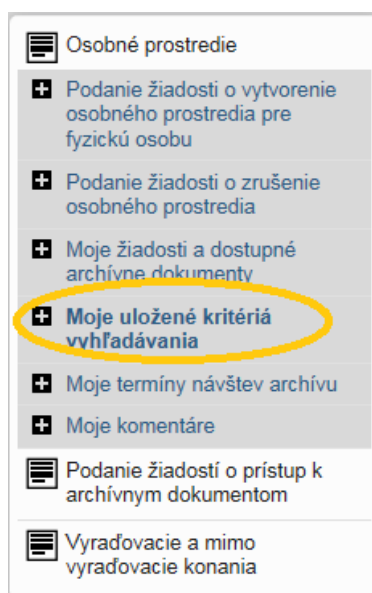 Osobné prostredie
Podanie žiadosti o vytvorenie
osobného prostredia pre
fyzickú osobu
Podanie žiadosti o zrušenie
osobného prostredia
Moje žiadosti a dostupné
archívne dokumenty
Moje uložené kritériá
vyhľadávania
Moje termíny návštev archívu
Moje komentáre
Podanie žiadostí o prístup k
archívnym dokumentom
Vyraďovacie a mimo
vyraďovacie konania